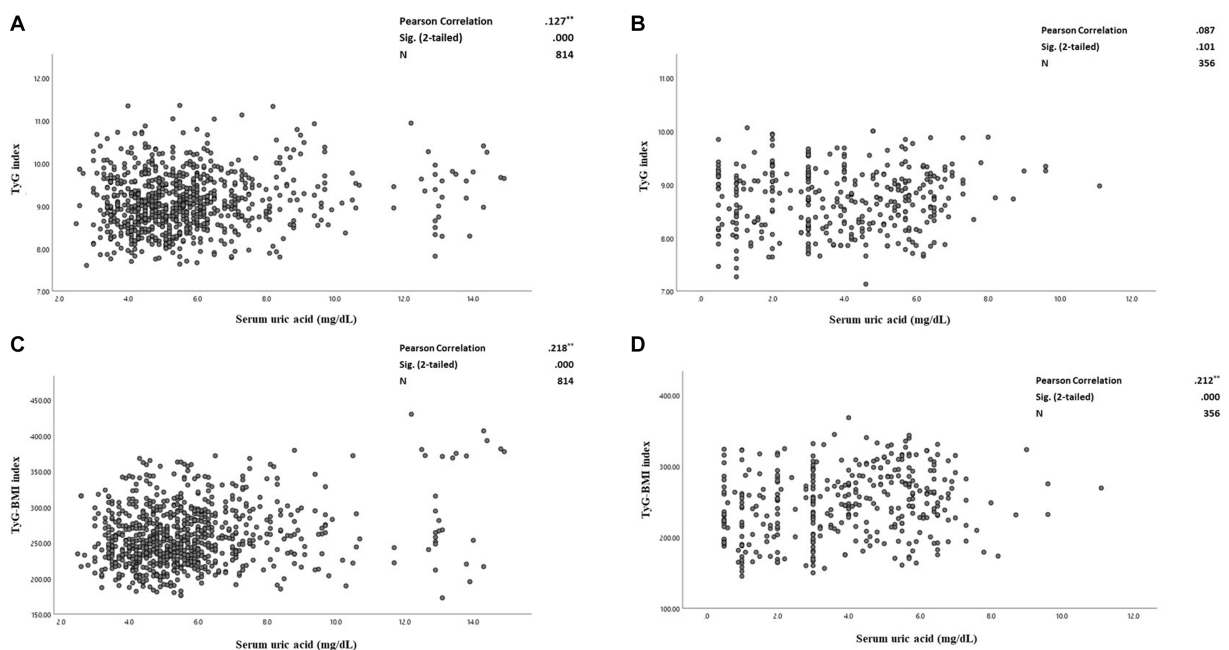 A
Pearson Correlation .127**
Sig. (2-tailed) .000
N 814
12.00
11.00
10.00
9.00
8.00
7.00
TyG index
2.0 4.0 6.0 8.0 10.0 12.0 14.0
Serum uric acid (mg/dL)
B
Pearson Correlation .087
Sig. (2-tailed) .101
N 356
11.00
10.00
9.00
8.00
7.00
TyG index
.0 2.0 4.0 6.0 8.0 10.0 12.0
Serum uric acid (mg/dL)
C
Pearson Correlation .218**
Sig. (2-tailed) .000
N 814
450.00
400.00
350.00
300.00
250.00
200.00
150.00
TyG-BMI index
2.0 4.0 6.0 8.0 10.0 12.0 14.0
Serum uric acid (mg/dL)
D
Pearson Correlation .212**
Sig. (2-tailed) .000
N 356
400.00
300.00
200.00
100.00
TyG-BMI index
.0 2.0 4.0 6.0 8.0 10.0 12.0
Serum uric acid (mg/dL)